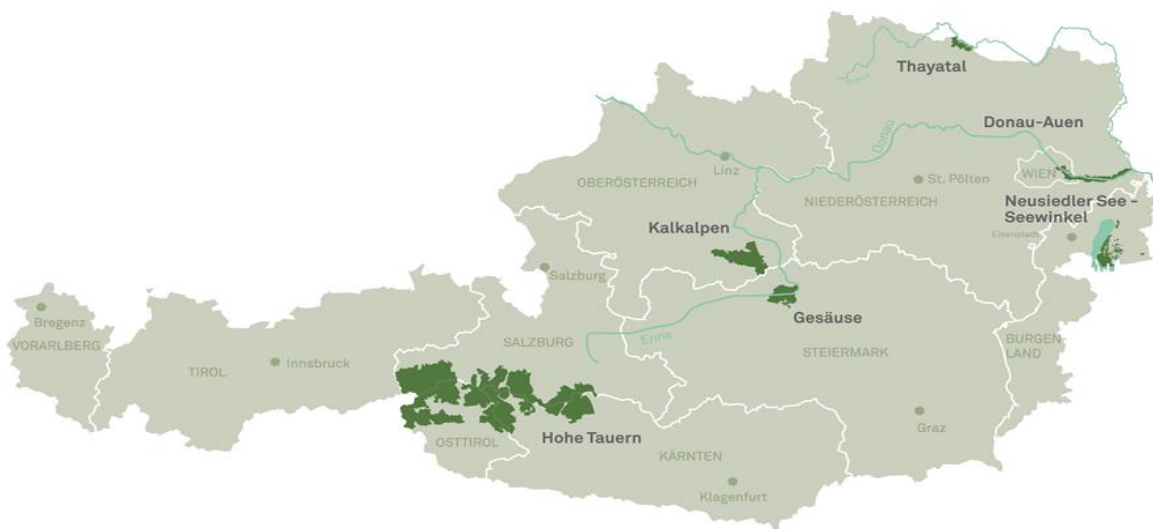 Thayatal
Thaya
Donau-Auen
Donau
Linz
WIEN
St. Pölten
OBERÖSTERREICH
NIEDERÖSTERREICH
Neusiedler See –
Seewinkel
Eisenstadt
Kalkalpen
Salzburg
Gesäuse
Bregenz
VORARLBERG
Enns
SALZBURG
BURGEN
LAND
STEIERMARK
Innsbruck
TIROL
Graz
Hohe Tauern
OSTTIROL
KÄRNTEN
Klagenfurt